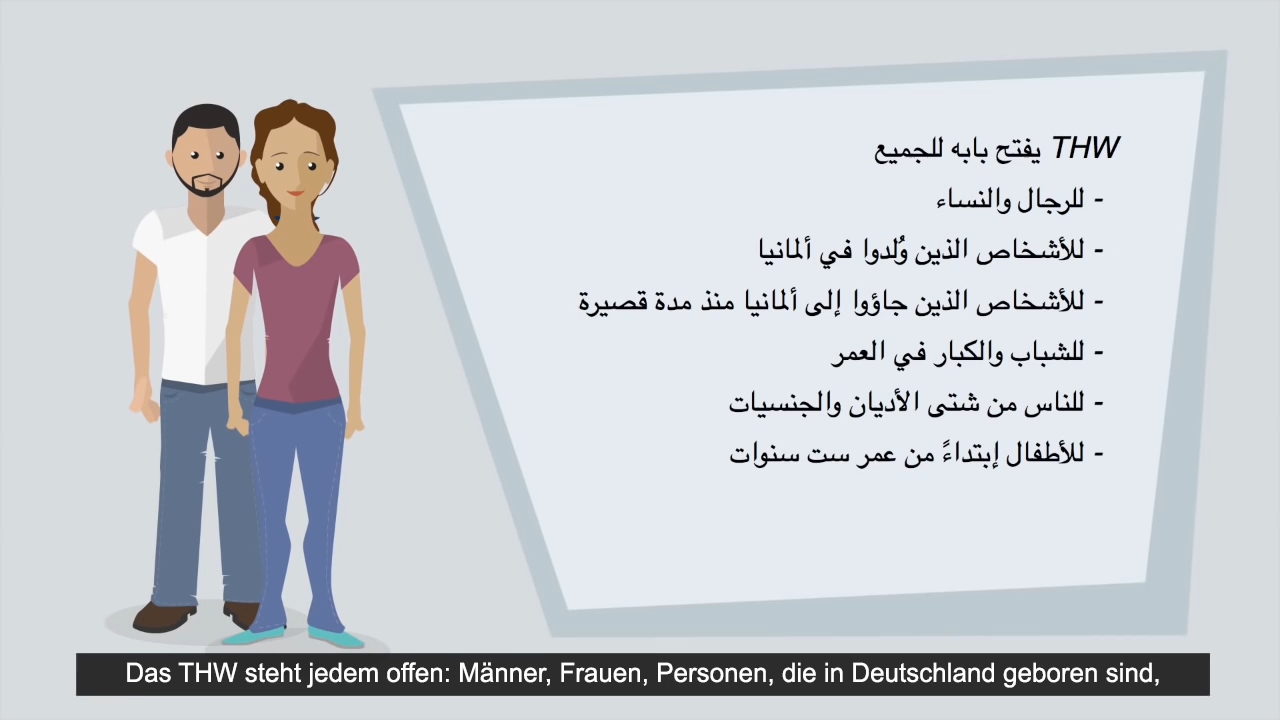 THW يفتح بابه للجميع
- للرجال والنساء
- للأشخاص الذين وُلدوا في ألمانيا
- للأشخاص الذين جاؤوا إلى ألمانيا منذ مدة قصيرة
- للشباب والكبار في العمر
- للناس من شتى الأديان والجنسيات
- للأطفال إبتداءً من عمر ست سنوات
Das THW steht jedem offen: Männer, Frauen, Personen, die in Deutschland geboren sind,